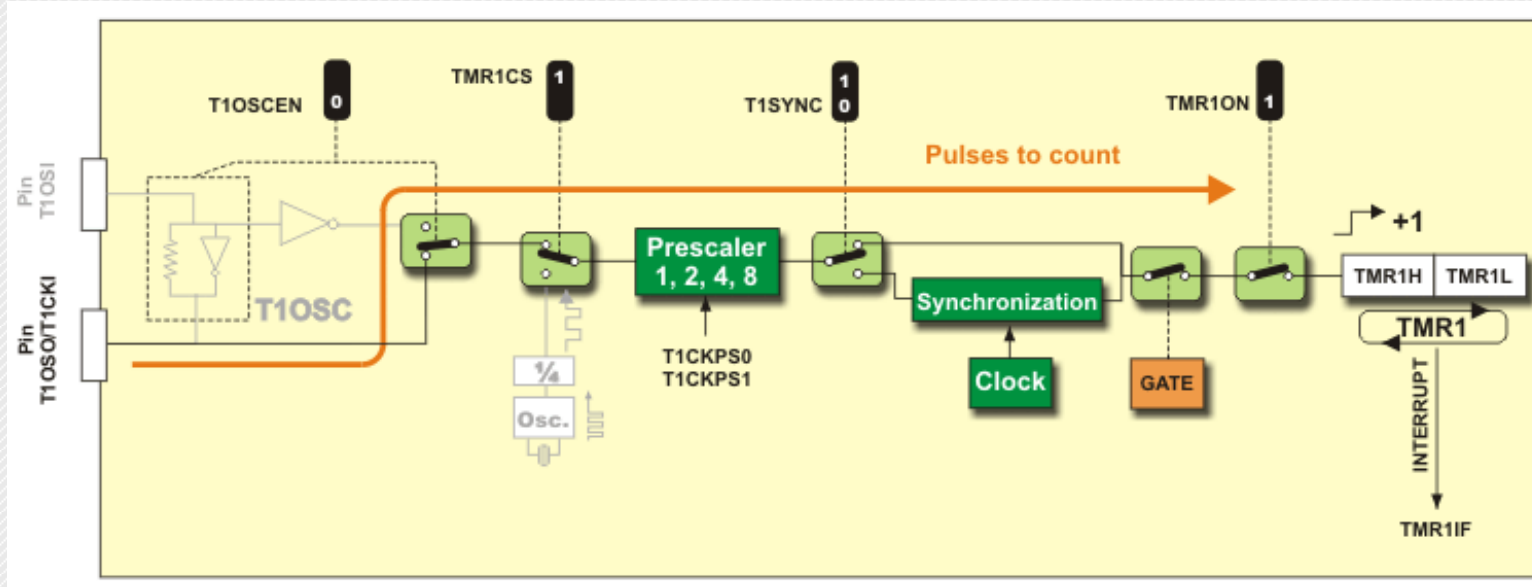 T1OSCEN
0
TMR1CS
1
T1SYNC
1
0
TMR1ON
1
Pulses to count
Pin
T1OSI
Pin
T1OSO/T1CKI
T1OSC
Prescaler
1, 2, 4, 8
T1CKPS0
T1CKPS1
¼
Osc.
Synchronization
Clock
GATE
+1
TMR1H
TMR1L
TMR1
INTERRUPT
TMR1IF